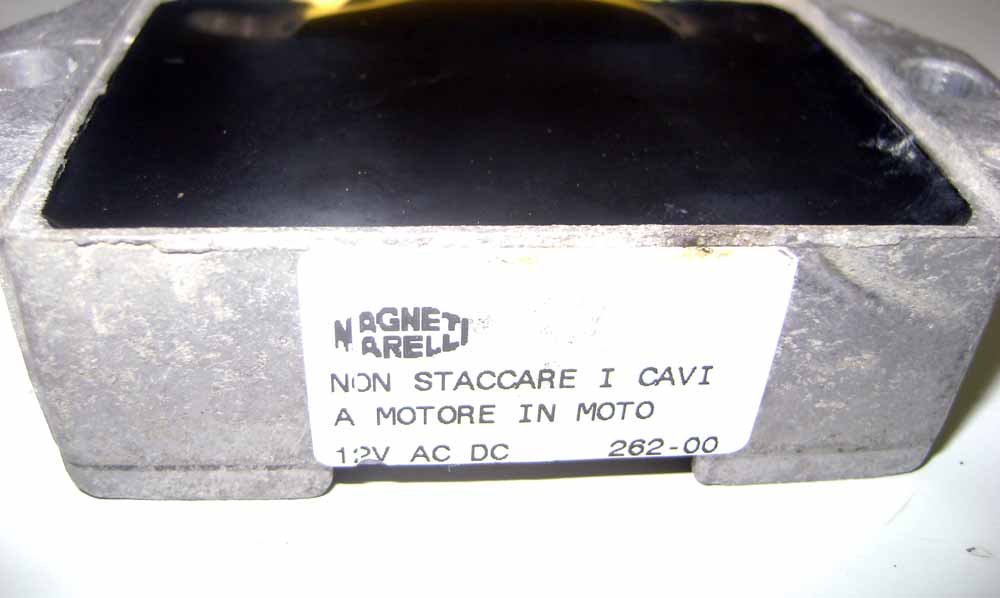 MAGNETI
MARELLI
NON STACCARE I CAVI
A MOTORE IN MOTO
12V AC DC 262-00